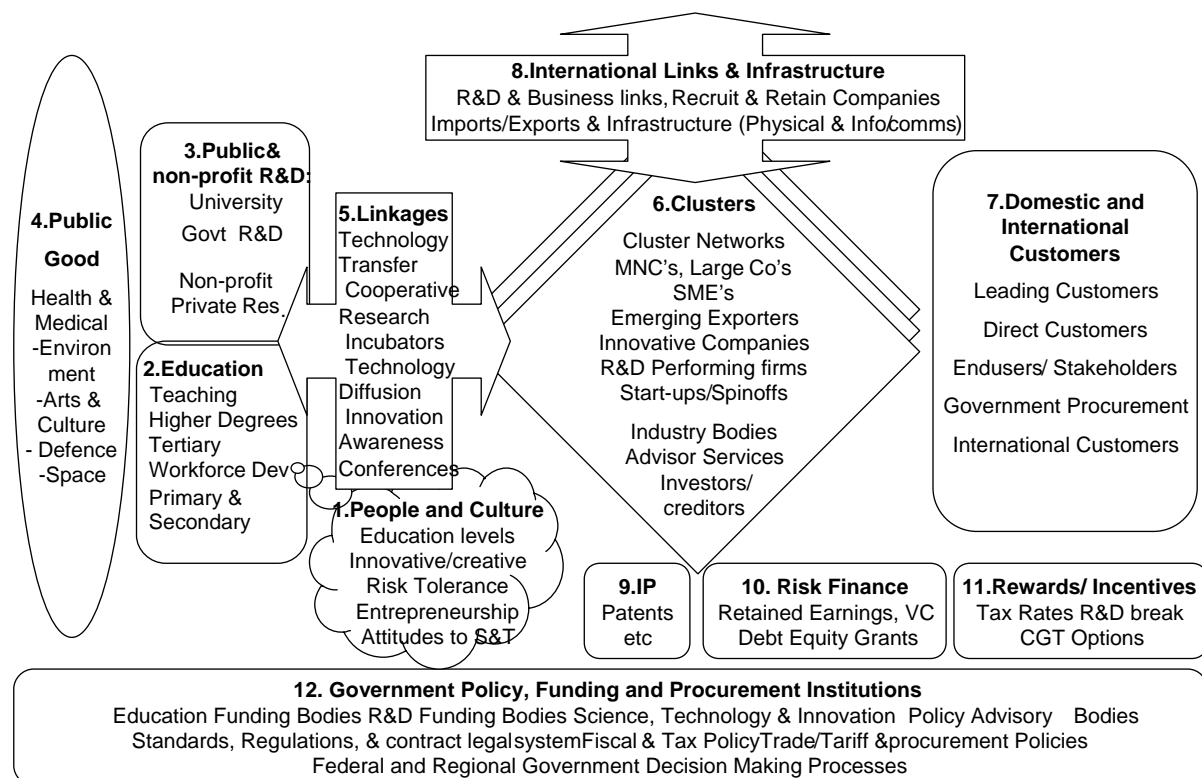 8.International Links & Infrastructure
R&D & Business links, Recruit & Retain Companies
Imports/Exports & Infrastructure (Physical & Info/comms)
3.Public&
non-profit R&D:
University
Govt R&D
Non-profit
Private Res.
4.Public
Good
Health &
Medical
-Environ
ment
-Arts &
Culture
- Defence
-Space
2.Education
Teaching
Higher Degrees
Tertiary
Workforce Dev
Primary &
Secondary
5.Linkages
Technology
Transfer
Cooperative
Research
Incubators
Technology
Diffusion
Innovation
Awareness
Conferences
1.People and Culture
Education levels
Innovative/creative
Risk Tolerance
Entrepreneurship
Attitudes to S&T
6.Clusters
Cluster Networks
MNC's, Large Co's
SME's
Emerging Exporters
Innovative Companies
R&D Performing firms
Start-ups/Spinoffs
Industry Bodies
Advisor Services
Investors/
creditors
7.Domestic and
International
Customers
Leading Customers
Direct Customers
Endusers/ Stakeholders
Government Procurement
International Customers
9.IP
Patents
etc
10. Risk Finance
Retained Earnings, VC
Debt Equity Grants
11.Rewards/ Incentives
Tax Rates R&D break
CGT Options
12. Government Policy, Funding and Procurement Institutions
Education Funding Bodies R&D Funding Bodies Science, Technology & Innovation Policy Advisory Bodies
Standards, Regulations, & contract legalsystemFiscal & Tax PolicyTrade/Tariff &procurement Policies
Federal and Regional Government Decision Making Processes